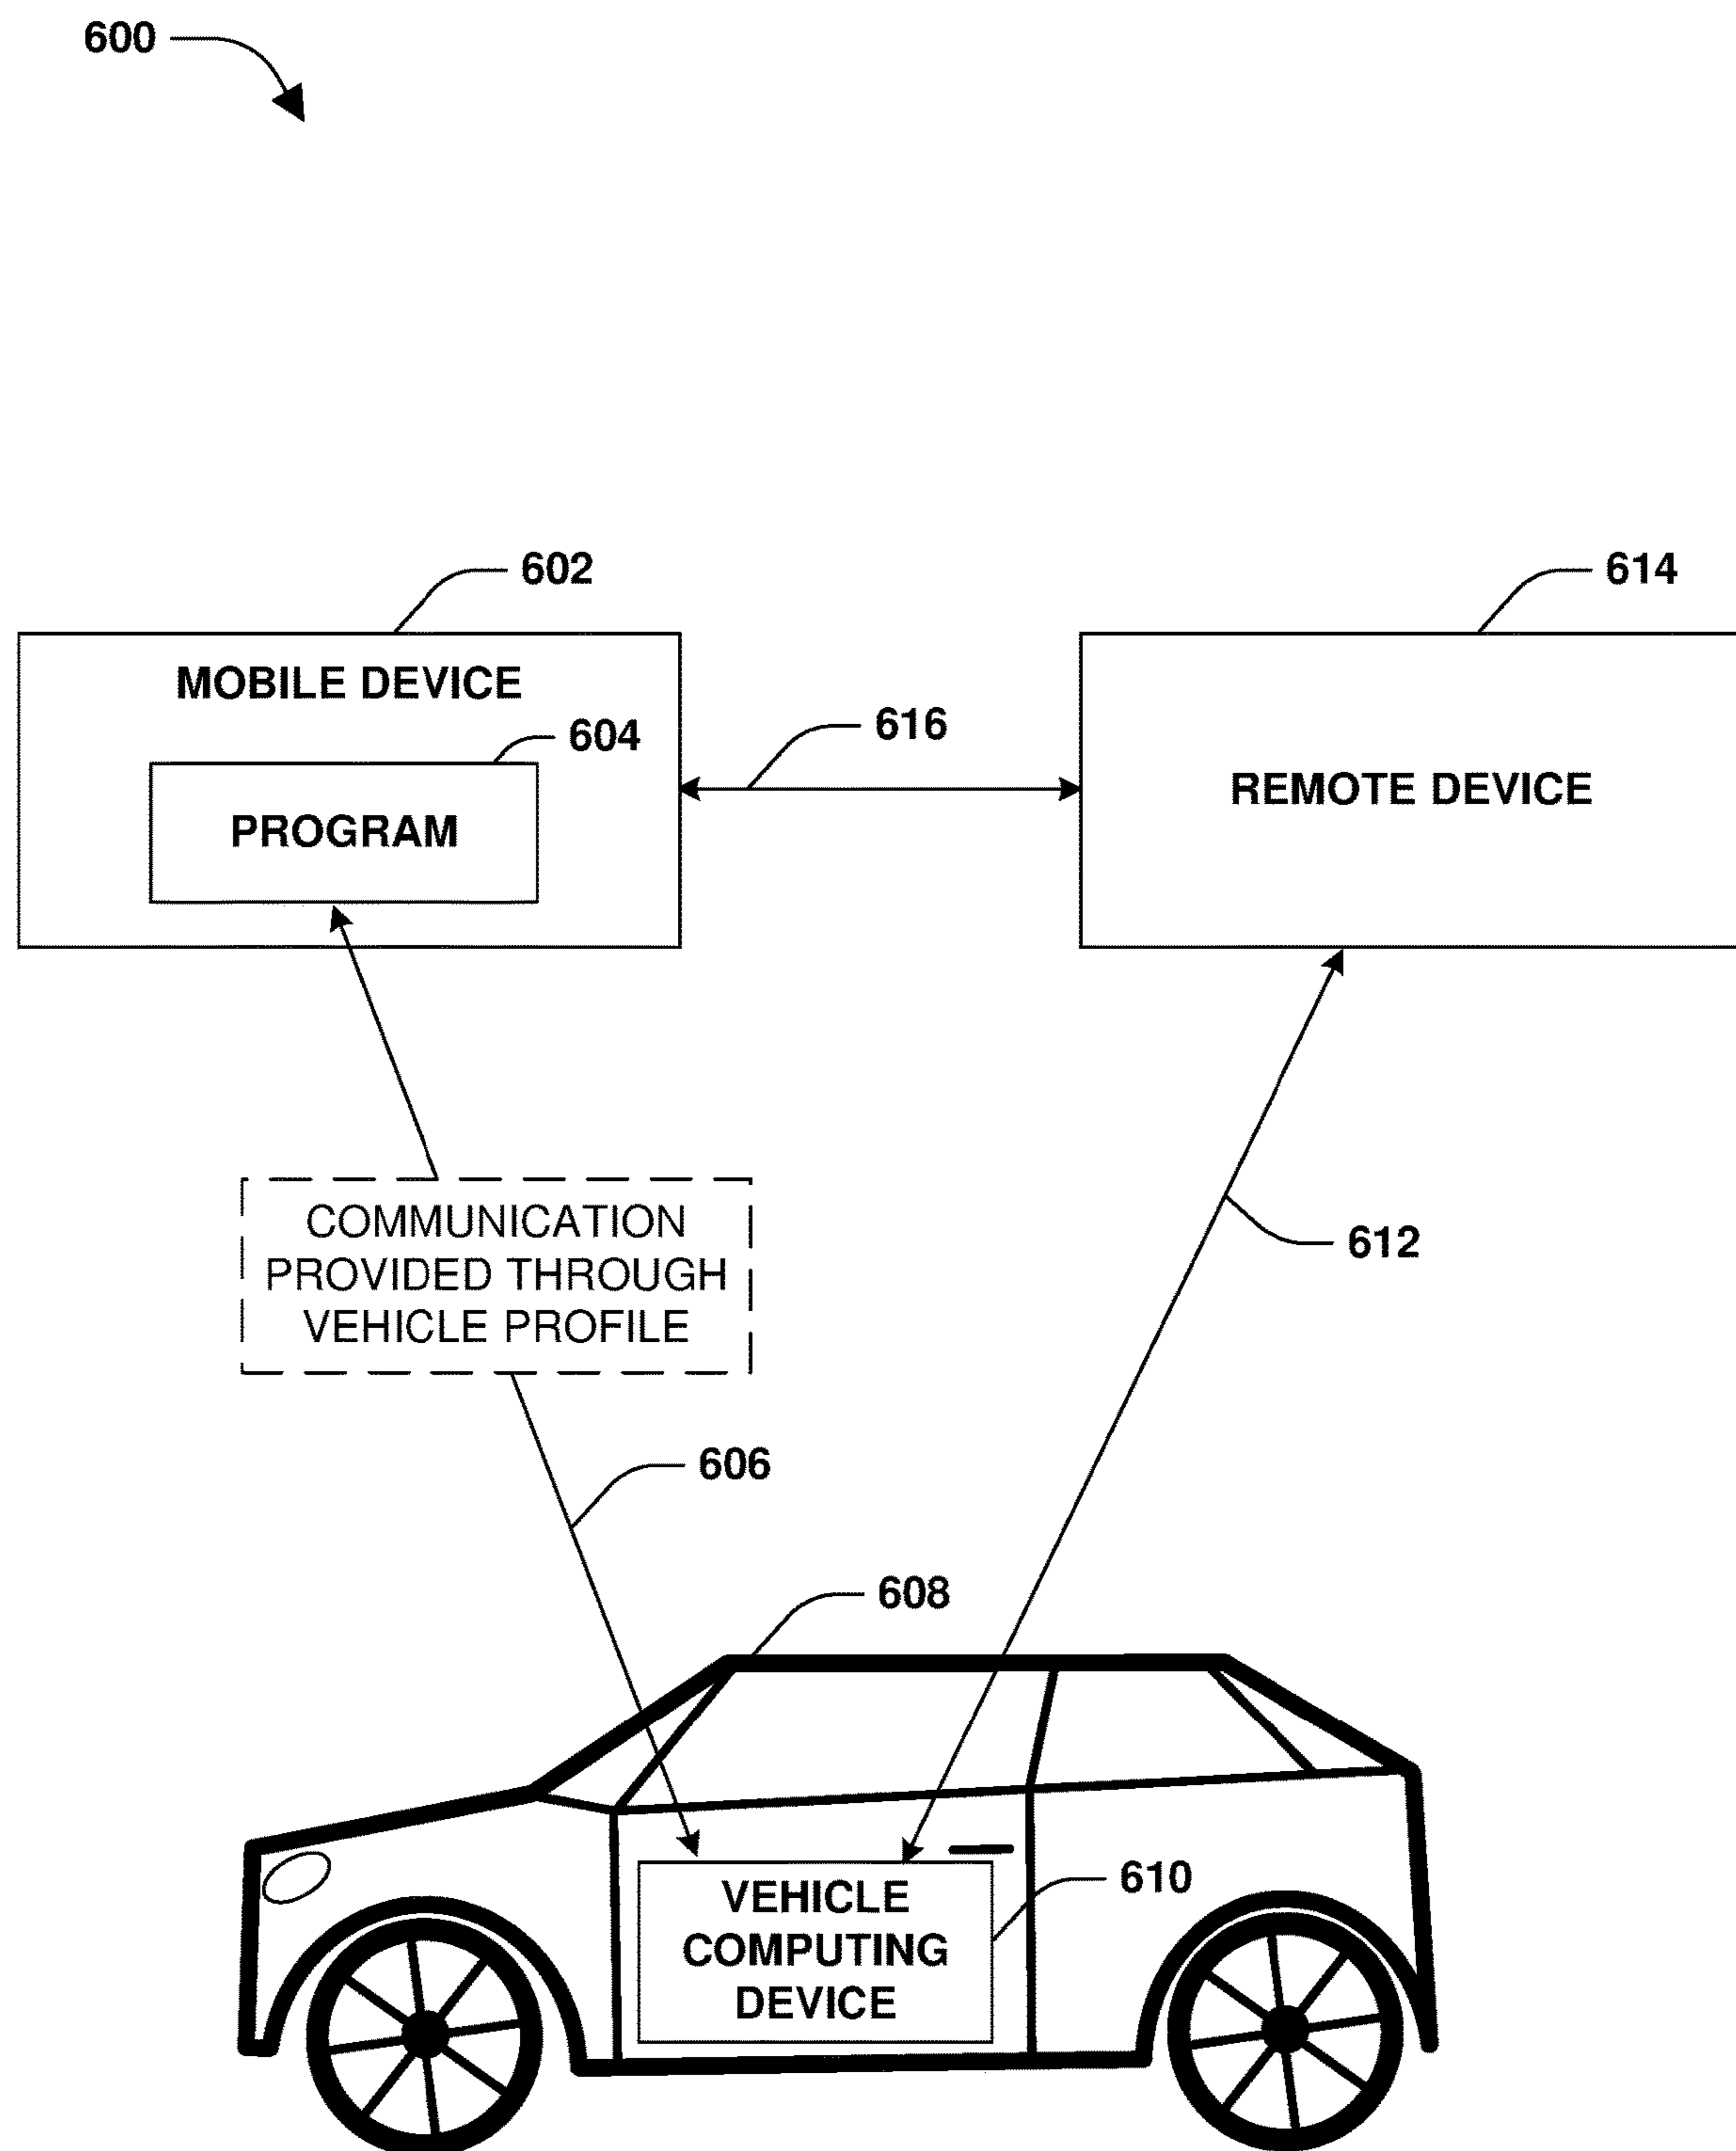 600
602
614
MOBILE DEVICE
604
616
PROGRAM
REMOTE DEVICE
COMMUNICATION
PROVIDED THROUGH
VEHICLE PROFILE
612
606
608
610
VEHICLE
COMPUTING
DEVICE